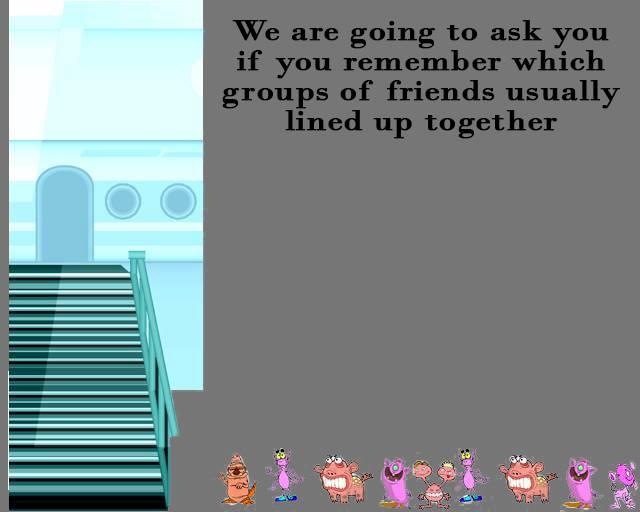 We are going to ask you
if you remember which
groups of friends usually
lined up together